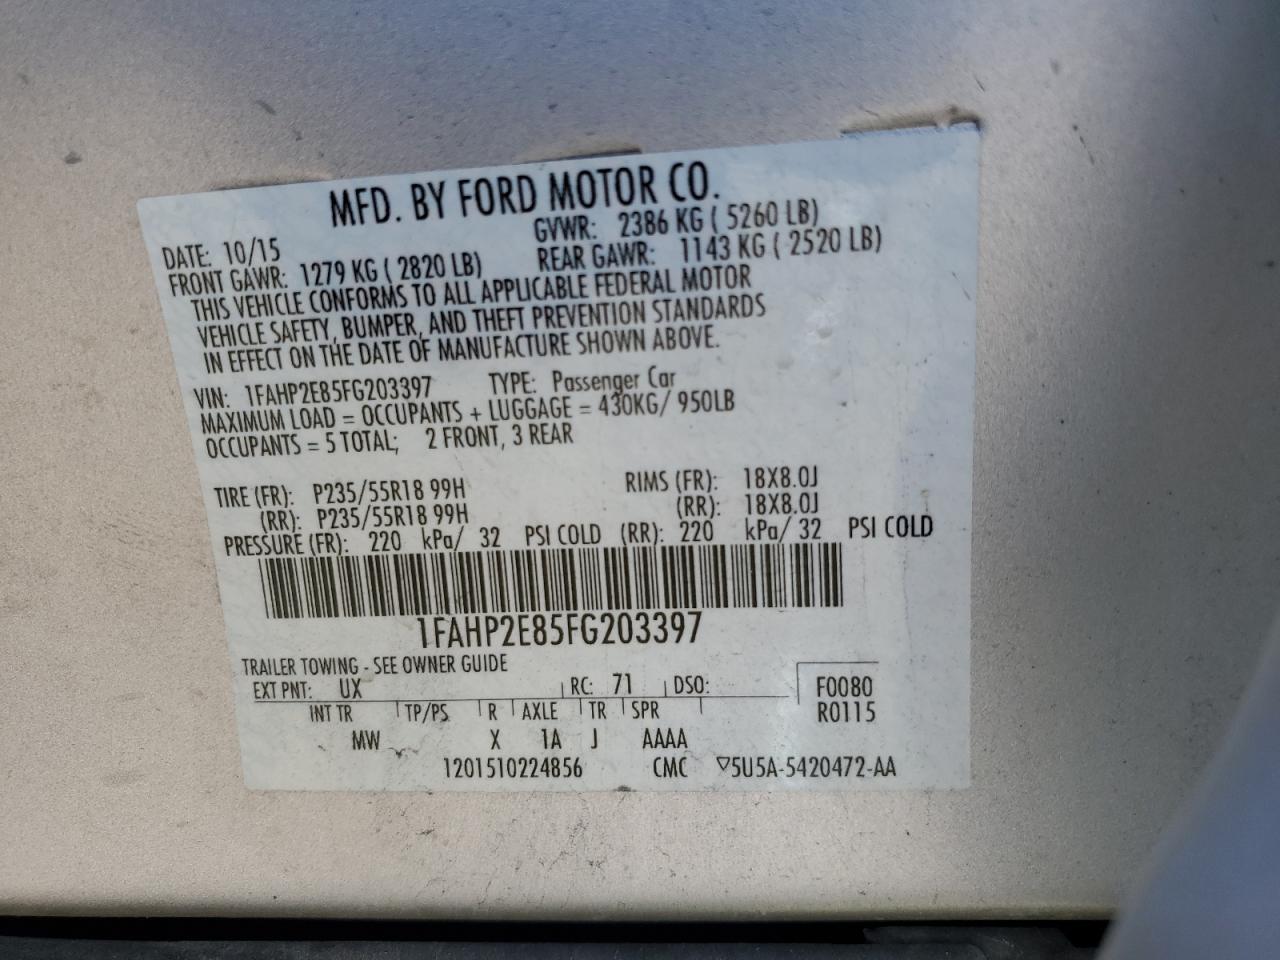 MFD. BY FORD MOTOR CO.
DATE: 10/15 GVWR: 2386 KG ( 5260 LB)
FRONT GAWR: 1279 KG ( 2820 LB) REAR GAWR: 1143 KG ( 2520 LB)
THIS VEHICLE CONFORMS TO ALL APPLICABLE FEDERAL MOTOR
VEHICLE SAFETY, BUMPER, AND THEFT PREVENTION STANDARDS
IN EFFECT ON THE DATE OF MANUFACTURE SHOWN ABOVE.
VIN: 1FAHP2E85FG203397 TYPE: Passenger Car
MAXIMUM LOAD = OCCUPANTS + LUGGAGE = 430KG/ 950LB
OCCUPANTS = 5 TOTAL; 2 FRONT, 3 REAR
TIRE (FR): P235/55R18 99H RIMS (FR): 18X8.0J
(RR): P235/55R18 99H (RR): 18X8.0J
PRESSURE (FR): 220 kPa/ 32 PSI COLD (RR): 220 kPa/ 32 PSI COLD
1FAHP2E85FG203397
TRAILER TOWING - SEE OWNER GUIDE
EXT PNT: UX RC: 71 DSO: F0080
INT TR TP/PS R AXLE TR SPR R0115
MW X 1A J AAAA
1201510224856 CMC ▽5U5A-5420472-AA